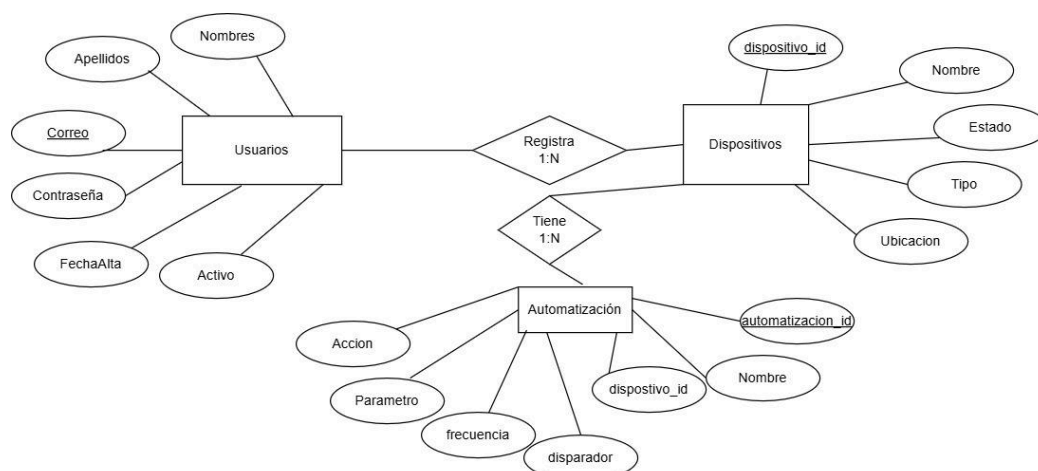 Nombres
Apellidos
Correo
Contraseña
FechaAlta
Activo
Usuarios
Registra
1:N
dispositivo_id
Nombre
Estado
Tipo
Ubicacion
Dispositivos
Tiene
1:N
Automatización
Accion
Parametro
frecuencia
disparador
dispostivo_id
Nombre
automatizacion_id